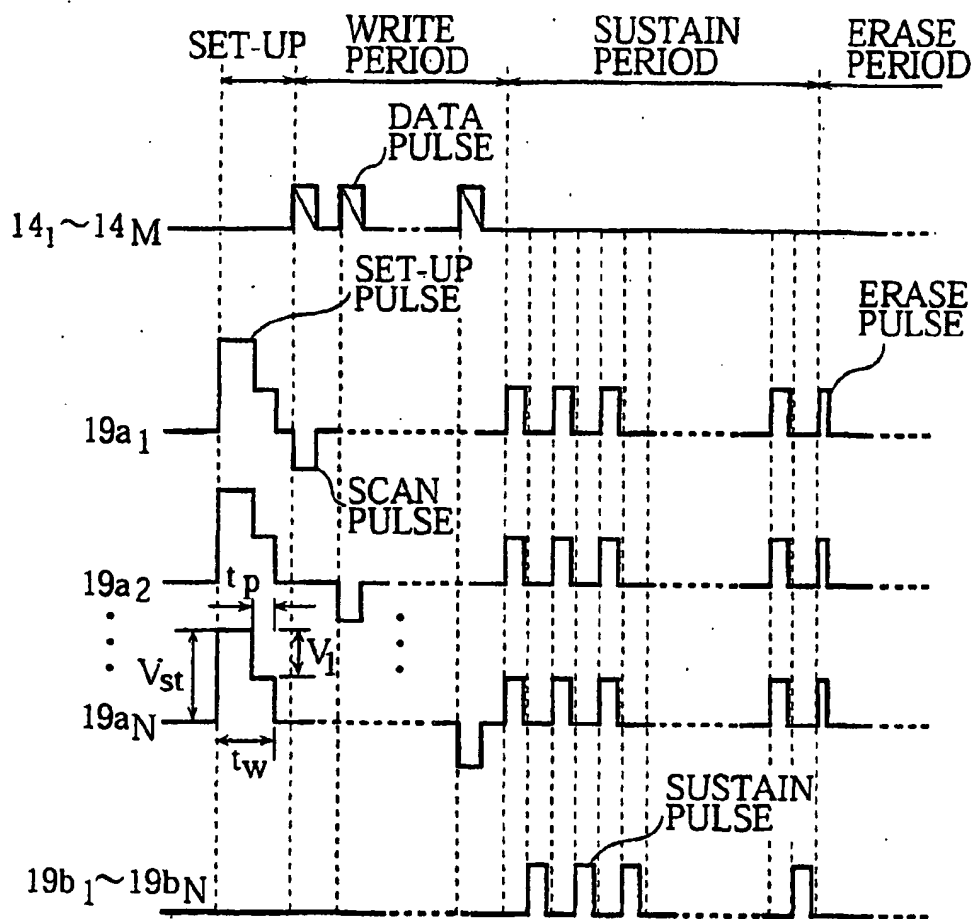 SET-UP
WRITE PERIOD
SUSTAIN PERIOD
ERASE PERIOD
DATA PULSE
14₁~14M
SET-UP PULSE
ERASE PULSE
19a₁
SCAN PULSE
19a₂
tp
V₁
Vst
19aN
tw
SUSTAIN PULSE
19b₁~19bN